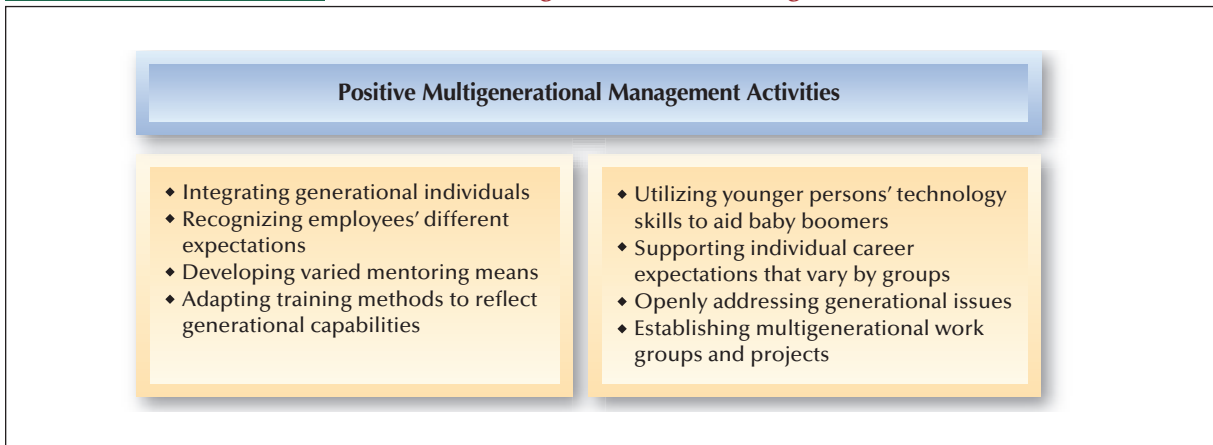 Positive Multigenerational Management Activities
◆ Integrating generational individuals
◆ Recognizing employees’ different
expectations
◆ Developing varied mentoring means
◆ Adapting training methods to reflect
generational capabilities
◆ Utilizing younger persons’ technology
skills to aid baby boomers
◆ Supporting individual career
expectations that vary by groups
◆ Openly addressing generational issues
◆ Establishing multigenerational work
groups and projects